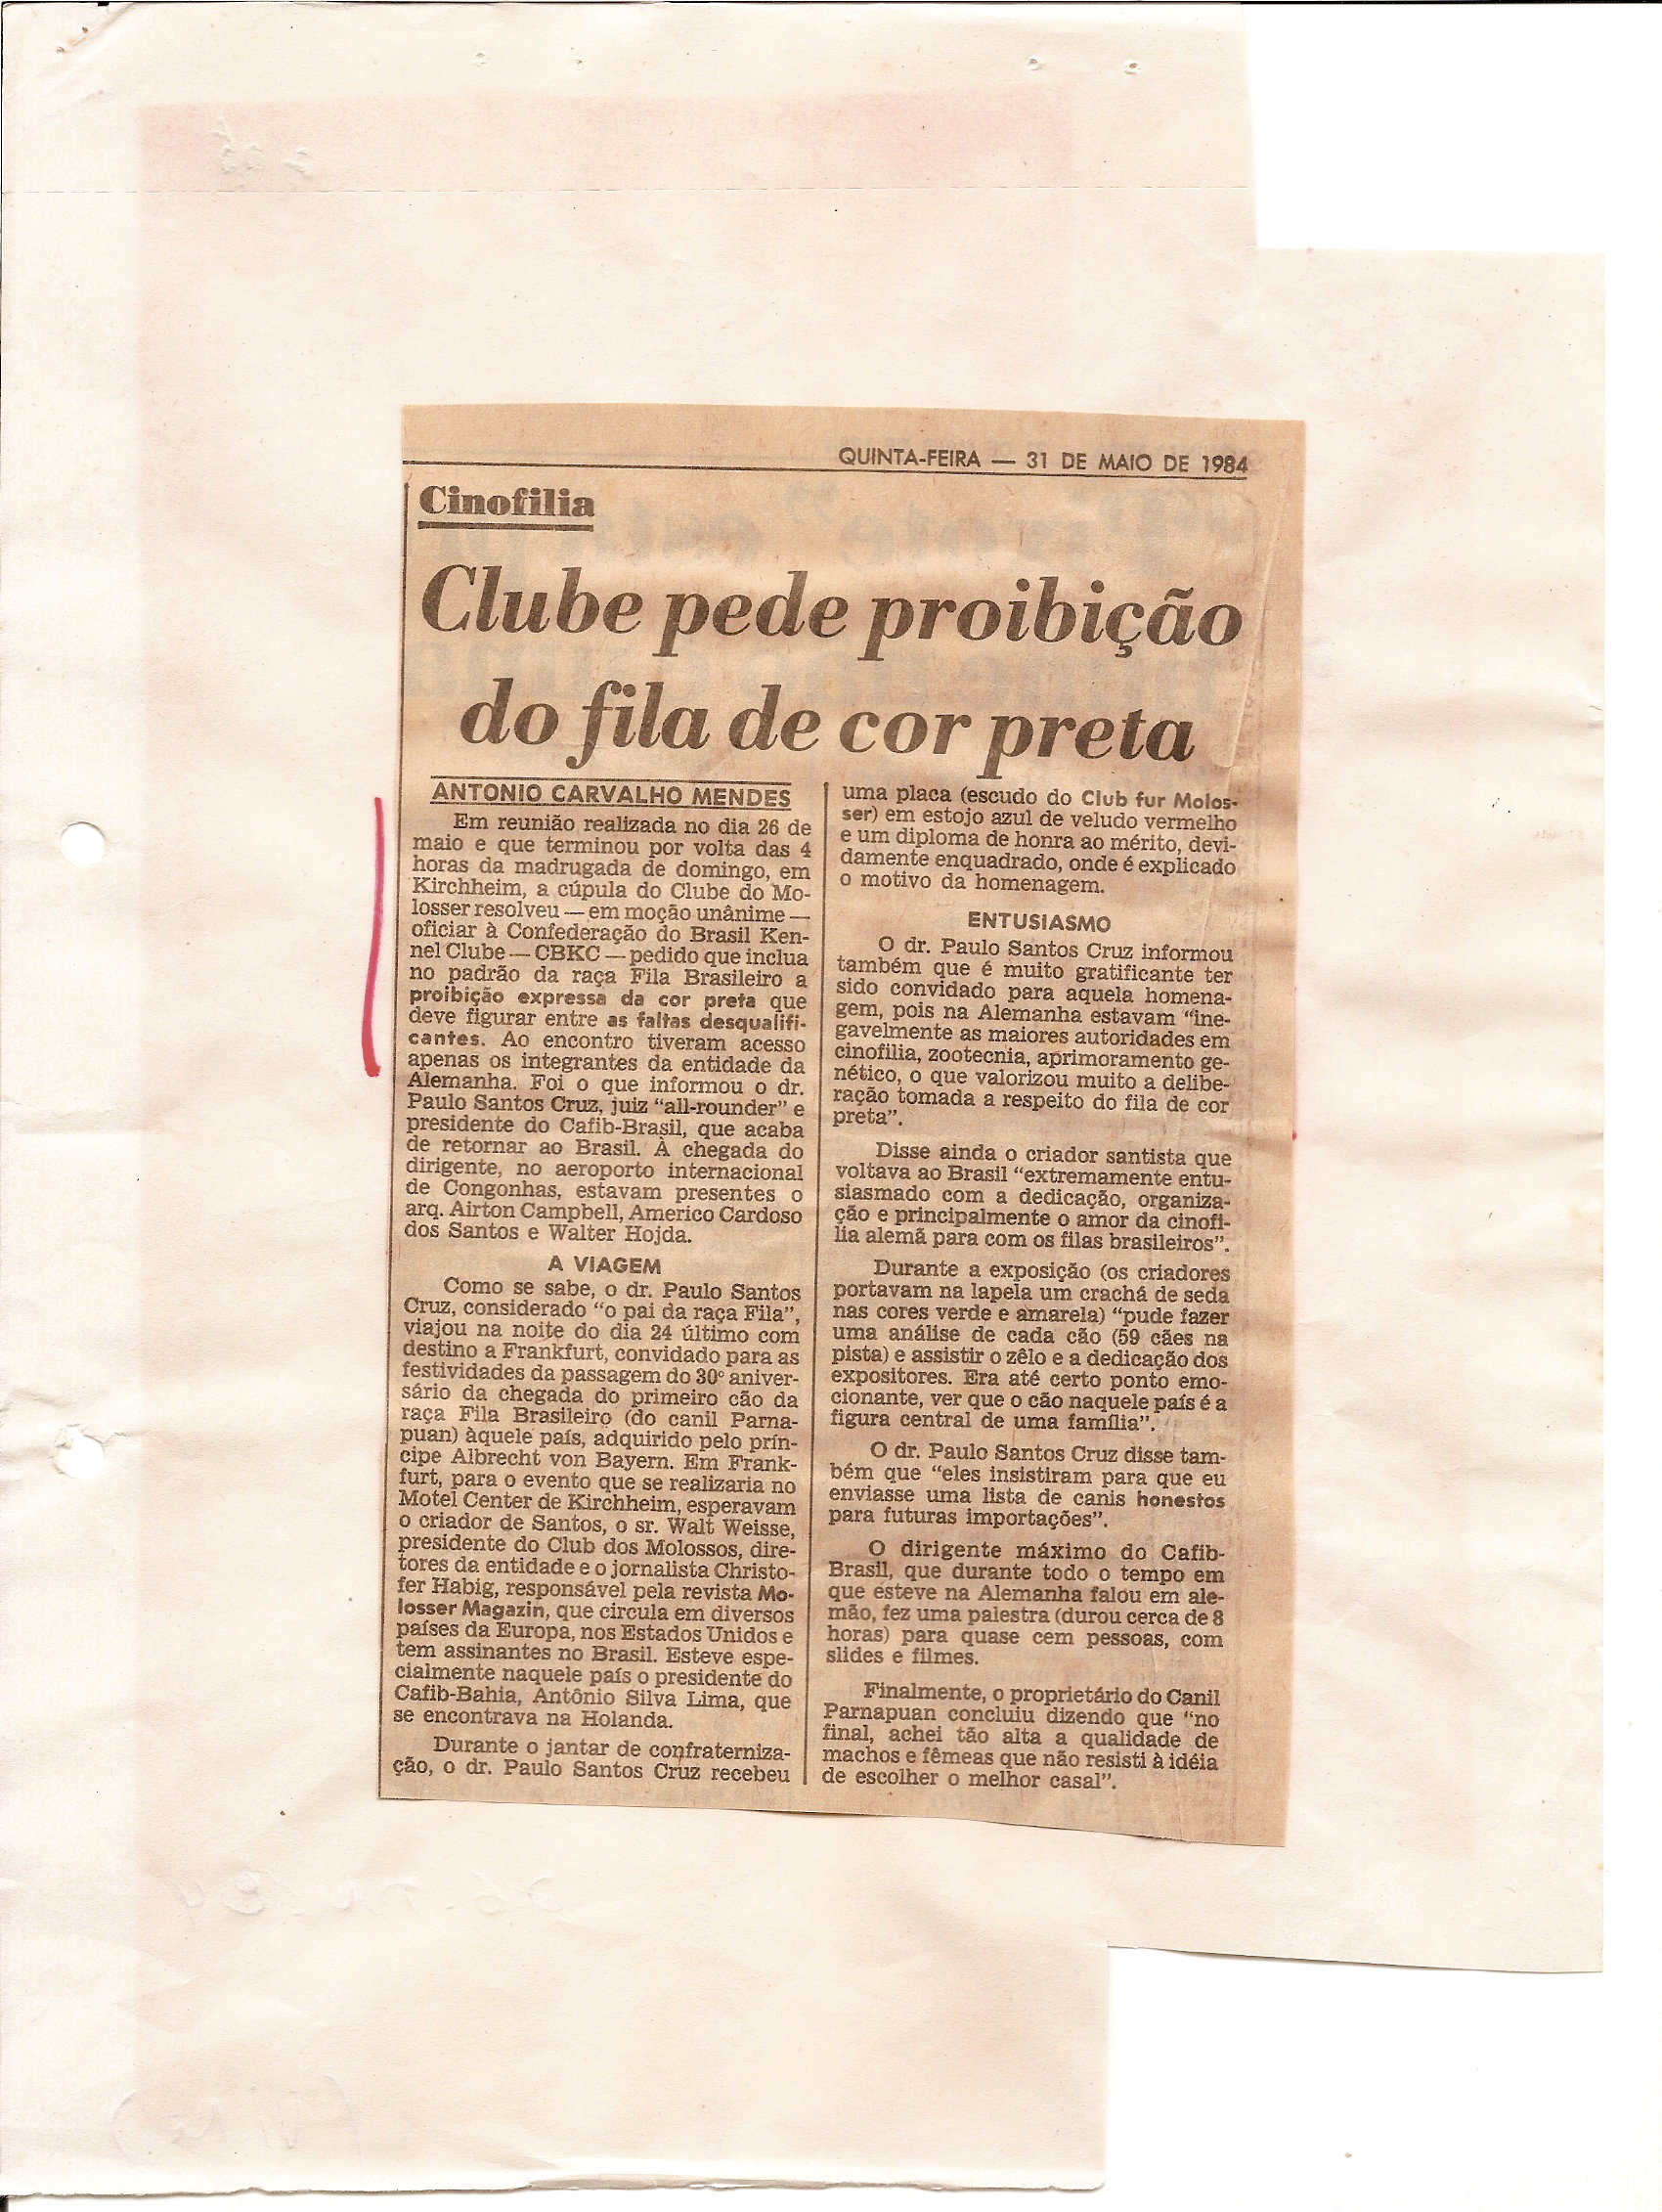 QUINTA-FEIRA — 31 DE MAIO DE 1984
Cinofilia
Clube pede proibição
do fila de cor preta
ANTONIO CARVALHO MENDES
Em reunião realizada no dia 26 de
maio e que terminou por volta das 4
horas da madrugada de domingo, em
Kirchheim, a cúpula do Clube do Mo-
losser resolveu — em moção unânime —
oficiar à Confederação do Brasil Ken-
nel Clube — CBKC — pedido que inclua
no padrão da raça Fila Brasileiro a
proibição expressa da cor preta que
deve figurar entre as faltas desqualifi-
cantes. Ao encontro tiveram acesso
apenas os integrantes da entidade da
Alemanha. Foi o que informou o dr.
Paulo Santos Cruz, juiz "all-rounder" e
presidente do Cafib-Brasil, que acaba
de retornar ao Brasil. À chegada do
dirigente, no aeroporto internacional
de Congonhas, estavam presentes o
arq. Airton Campbell, Americo Cardoso
dos Santos e Walter Hojda.
A VIAGEM
Como se sabe, o dr. Paulo Santos
Cruz, considerado "o pai da raça Fila",
viajou na noite do dia 24 último com
destino a Frankfurt, convidado para as
festividades da passagem do 30º aniver-
sário da chegada do primeiro cão da
raça Fila Brasileiro (do canil Parna-
puan) àquele país, adquirido pelo prín-
cipe Albrecht von Bayern. Em Frank-
furt, para o evento que se realizaria no
Motel Center de Kirchheim, esperavam
o criador de Santos, o sr. Walt Weisse,
presidente do Club dos Molossos, dire-
tores da entidade e o jornalista Christo-
fer Habig, responsável pela revista Mo-
losser Magazin, que circula em diversos
países da Europa, nos Estados Unidos e
tem assinantes no Brasil. Esteve espe-
cialmente naquele país o presidente do
Cafib-Bahia, Antônio Silva Lima, que
se encontrava na Holanda.
Durante o jantar de confraterniza-
ção, o dr. Paulo Santos Cruz recebeu
uma placa (escudo do Club fur Molos-
ser) em estojo azul de veludo vermelho
e um diploma de honra ao mérito, devi-
damente enquadrado, onde é explicado
o motivo da homenagem.
ENTUSIASMO
O dr. Paulo Santos Cruz informou
também que é muito gratificante ter
sido convidado para aquela homena-
gem, pois na Alemanha estavam "ine-
gavelmente as maiores autoridades em
cinofilia, zootecnia, aprimoramento ge-
nético, o que valorizou muito a delibe-
ração tomada a respeito do fila de cor
preta".
Disse ainda o criador santista que
voltava ao Brasil "extremamente entu-
siasmado com a dedicação, organiza-
ção e principalmente o amor da cinofi-
lia alemã para com os filas brasileiros".
Durante a exposição (os criadores
portavam na lapela um crachá de seda
nas cores verde e amarela) "pude fazer
uma análise de cada cão (59 cães na
pista) e assistir o zêlo e a dedicação dos
expositores. Era até certo ponto emo-
cionante, ver que o cão naquele país é a
figura central de uma família".
O dr. Paulo Santos Cruz disse tam-
bém que "eles insistiram para que eu
enviasse uma lista de canis honestos
para futuras importações".
O dirigente máximo do Cafib-
Brasil, que durante todo o tempo em
que esteve na Alemanha falou em ale-
mão, fez uma palestra (durou cerca de 8
horas) para quase cem pessoas, com
slides e filmes.
Finalmente, o proprietário do Canil
Parnapuan concluiu dizendo que "no
final, achei tão alta a qualidade de
machos e fêmeas que não resisti à idéia
de escolher o melhor casal".